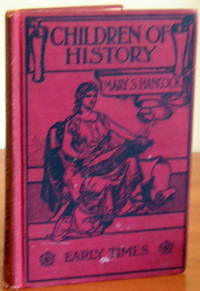 CHILDREN OF
HISTORY
MARY S. HANCOCK
EARLY TIMES